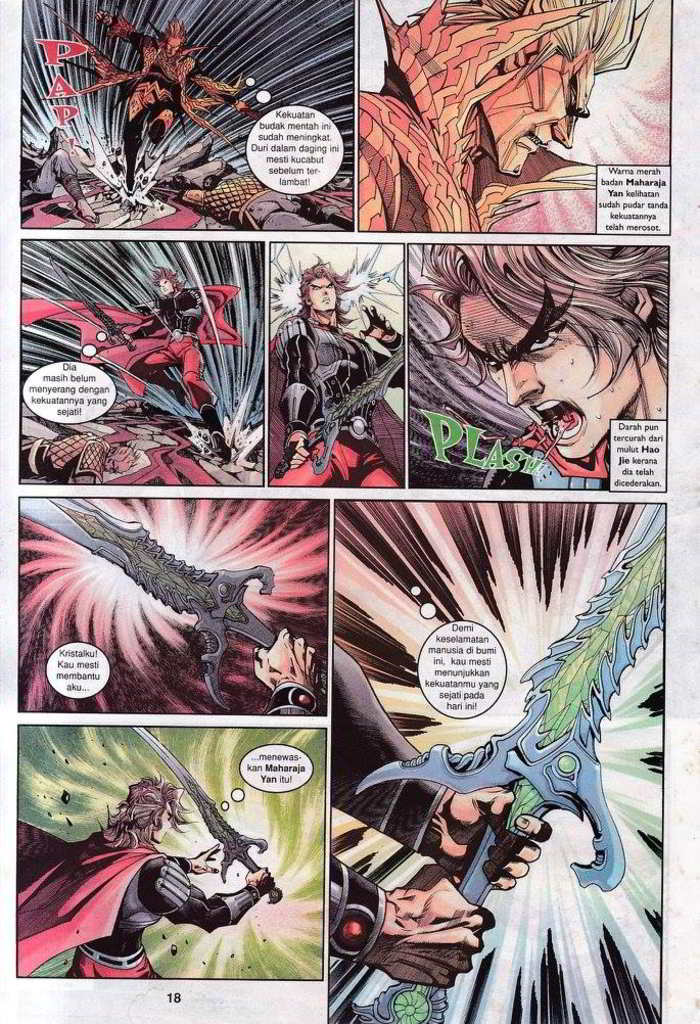 PAP!
Kekuatan
budak mentah ini
sudah meningkat.
Duri dalam daging ini
mesti kucabut
sebelum ter-
lambat!
Warna merah
badan Maharaja
Yan kelihatan
sudah pudar tanda
kekuatannya
telah merosot.
Dia
masih belum
menyerang dengan
kekuatannya yang
sejati!
PLASH
Darah pun
tercurah dari
mulut Hao
Jie kerana
dia telah
dicederakan.
Kristalku!
Kau mesti
membantu
aku...
...menewas-
kan Maharaja
Yan itu!
Demi
keselamatan
manusia di bumi
ini, kau mesti
menunjukkan
kekuatanmu yang
sejati pada
hari ini!
18